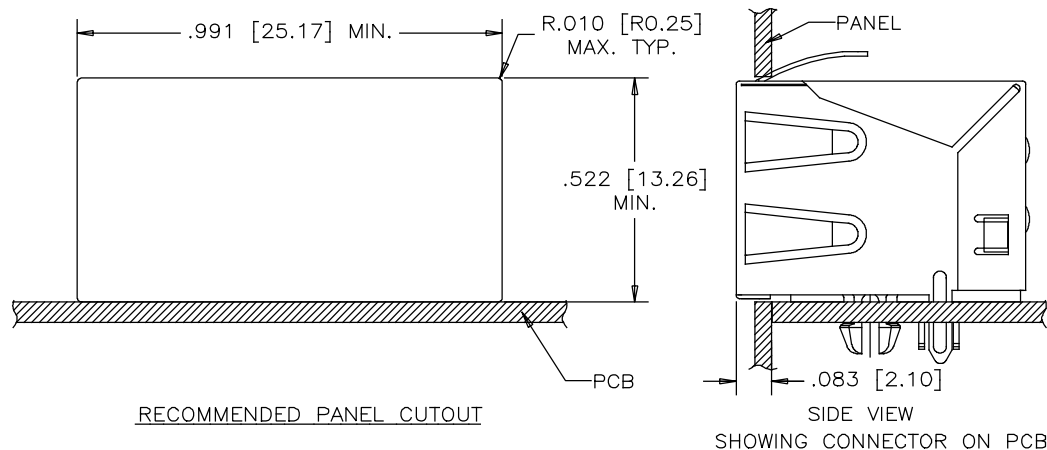 .991 [25.17] MIN.
R.010 [R0.25]
MAX. TYP.
.522 [13.26]
MIN.
PCB
RECOMMENDED PANEL CUTOUT
PANEL
.083 [2.10]
SIDE VIEW
SHOWING CONNECTOR ON PCB